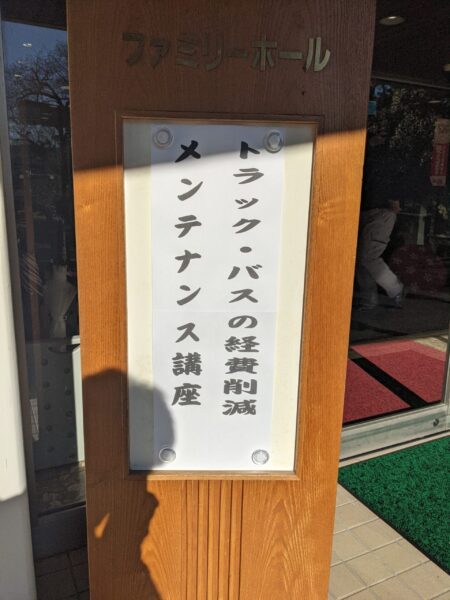 ファミリーホール
トラック・バスの経費削減
メンテナンス講座